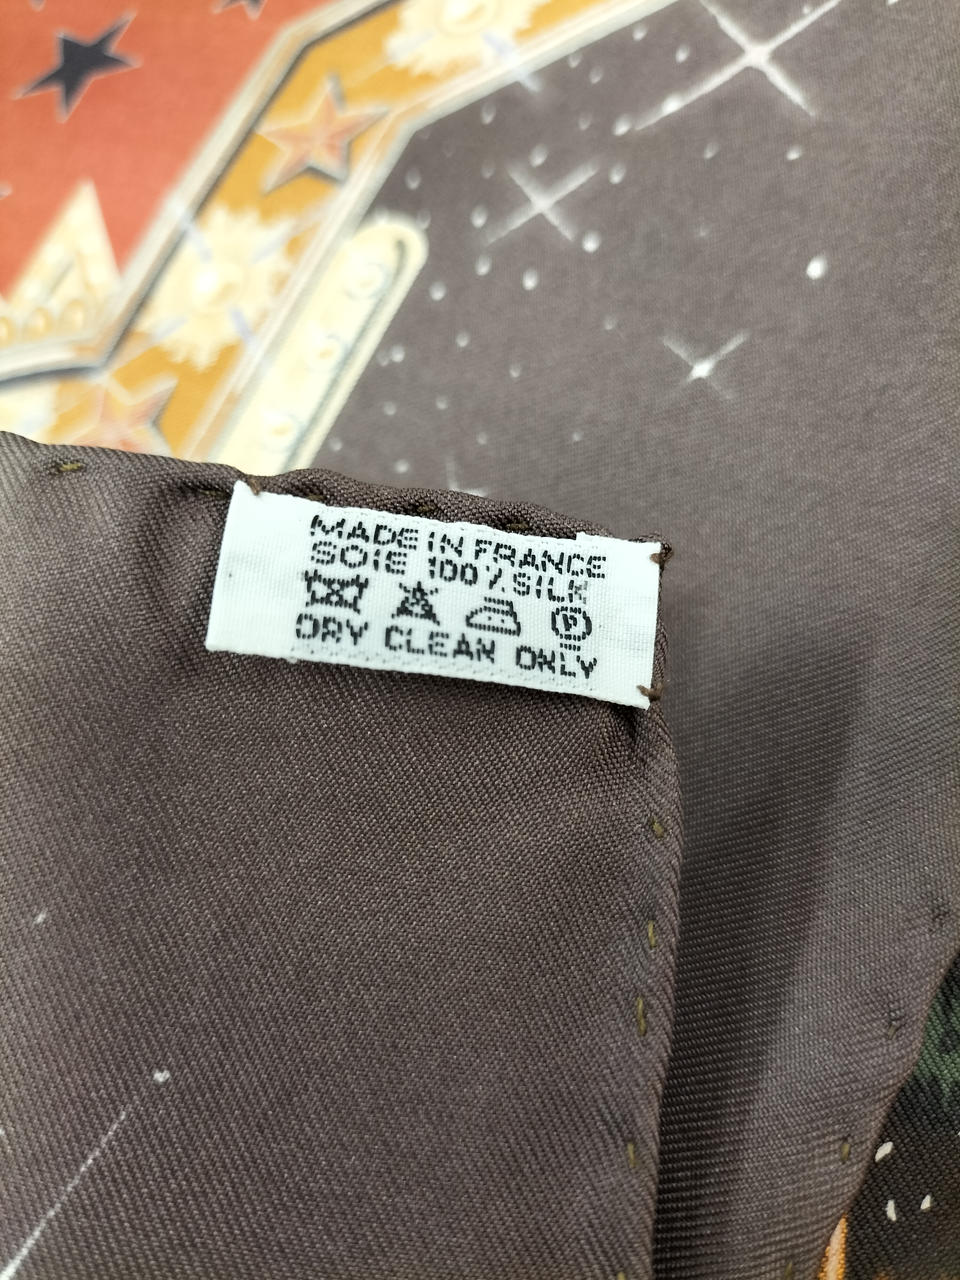 MADE IN FRANCE
SOIE 100% SILK
P
DRY CLEAN ONLY